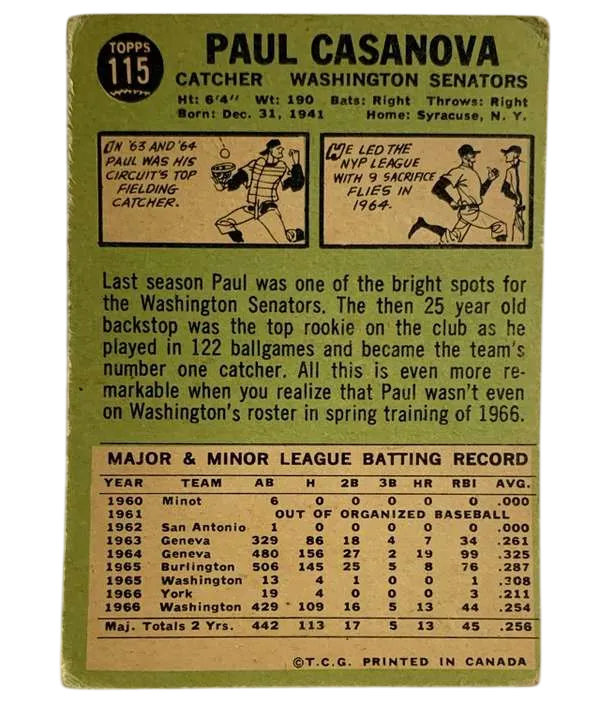 TOPPS
115
PAUL CASANOVA
CATCHER WASHINGTON SENATORS
Ht: 6'4" Wt: 190 Bats: Right Throws: Right
Born: Dec. 31, 1941 Home: Syracuse, N. Y.
IN '63 AND '64
PAUL WAS HIS
CIRCUIT'S TOP
FIELDING
CATCHER.
HE LED THE
NYP LEAGUE
WITH 9 SACRIFICE
FLIES IN
1964.
Last season Paul was one of the bright spots for
the Washington Senators. The then 25 year old
backstop was the top rookie on the club as he
played in 122 ballgames and became the team's
number one catcher. All this is even more re-
markable when you realize that Paul wasn't even
on Washington's roster in spring training of 1966.
MAJOR & MINOR LEAGUE BATTING RECORD
YEAR TEAM AB H 2B 3B HR RBI AVG.
1960 Minot 6 0 0 0 0 0 .000
1961 OUT OF ORGANIZED BASEBALL
1962 San Antonio 1 0 0 0 0 0 .000
1963 Geneva 329 86 18 4 7 34 .261
1964 Geneva 480 156 27 2 19 99 .325
1965 Burlington 506 145 25 5 8 76 .287
1965 Washington 13 4 1 0 0 1 .308
1966 York 19 4 0 0 0 3 .211
1966 Washington 429 109 16 5 13 44 .254
Maj. Totals 2 Yrs. 442 113 17 5 13 45 .256
©T.C.G. PRINTED IN CANADA